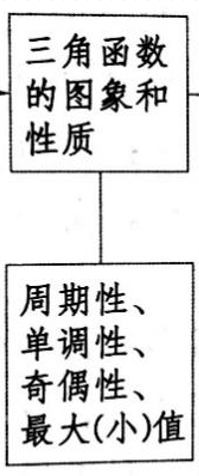 三角函数
的图象和
性质
周期性、
单调性、
奇偶性、
最大(小)值